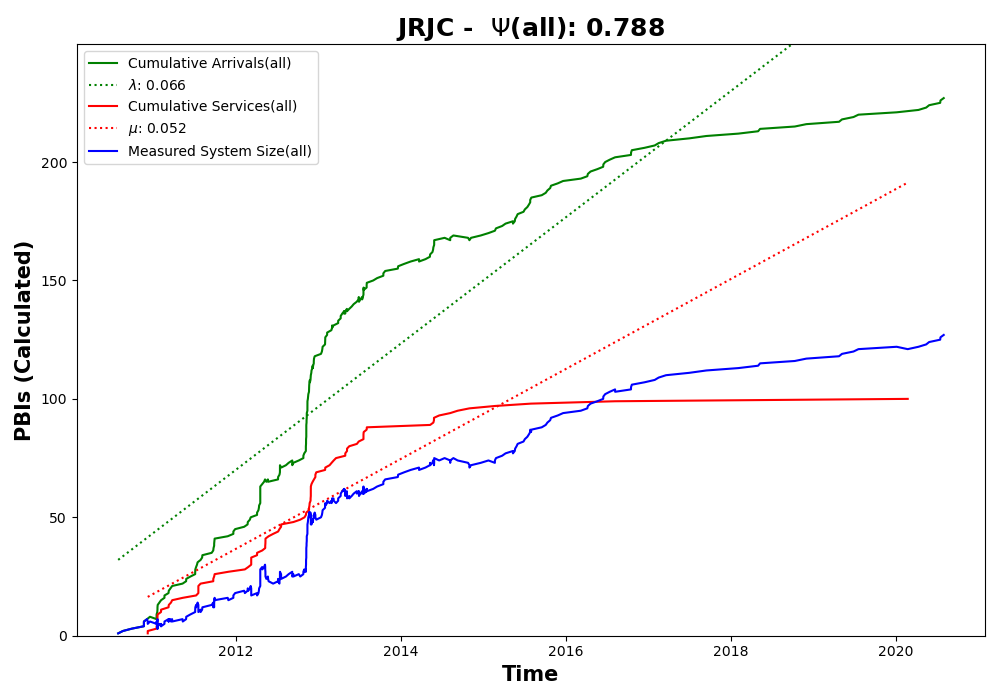 JRJC - Ψ(all): 0.788
Cumulative Arrivals(all)
λ: 0.066
Cumulative Services(all)
μ: 0.052
Measured System Size(all)
PBIs (Calculated)
200
150
100
50
0
2012 2014 2016 2018 2020
Time